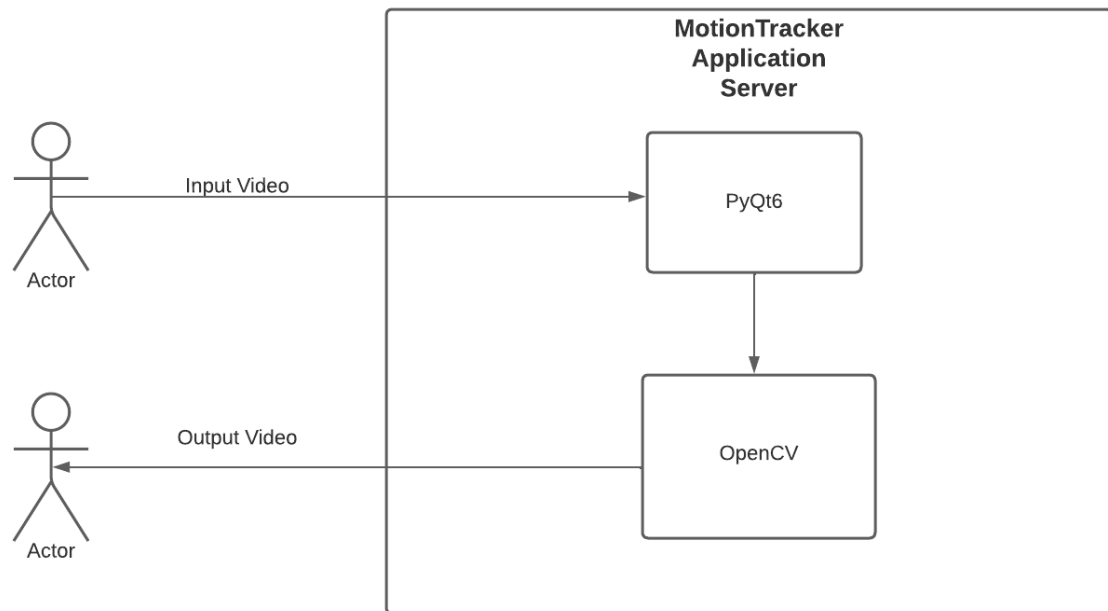 MotionTracker
Application
Server
Input Video
PyQt6
Actor
Output Video
OpenCV
Actor